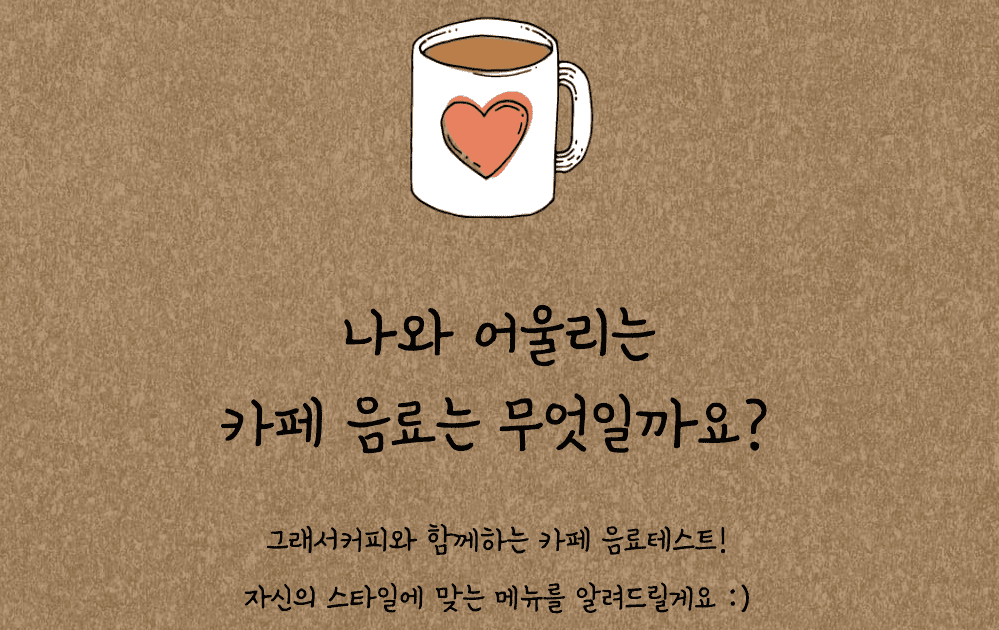 나와 어울리는
카페 음료는 무엇일까요?
그래서커피와 함께하는 카페 음료테스트!
자신의 스타일에 맞는 메뉴를 알려드릴게요 :)